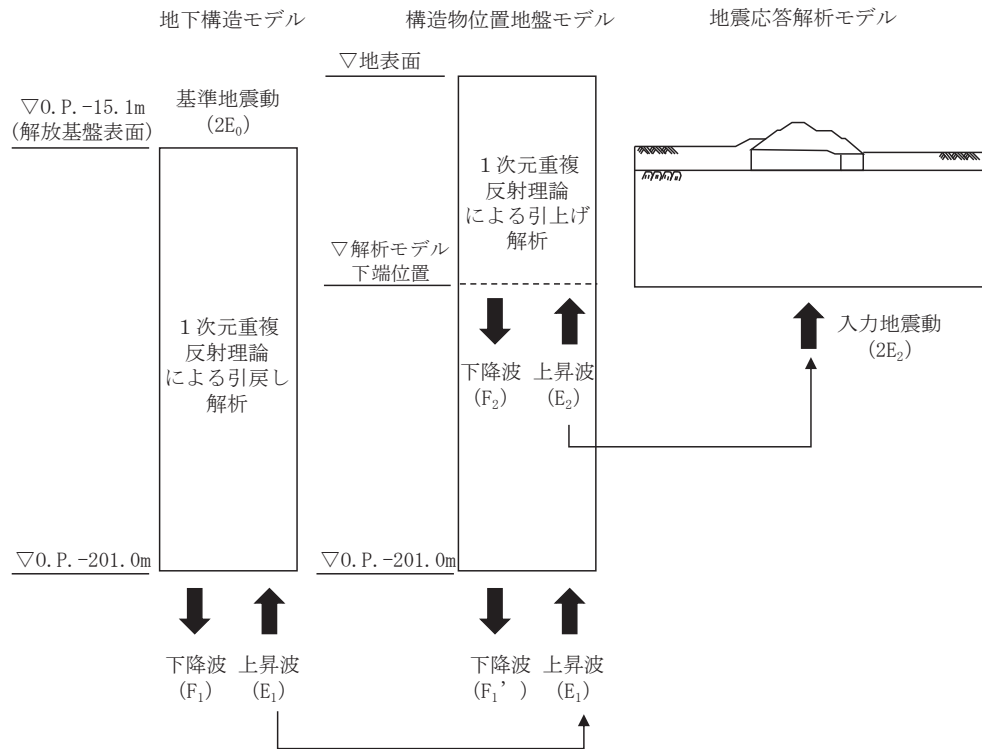 地下構造モデル
▽O.P.-15.1m
(解放基盤表面)
基準地震動
(2E₀)
１次元重複
反射理論
による引戻し
解析
▽O.P.-201.0m
下降波
(F₁)
上昇波
(E₁)
構造物位置地盤モデル
▽地表面
１次元重複
反射理論
による引上げ
解析
▽解析モデル
下端位置
下降波
(F₂)
上昇波
(E₂)
▽O.P.-201.0m
下降波
(F₁’)
上昇波
(E₁)
地震応答解析モデル
入力地震動
(2E₂)